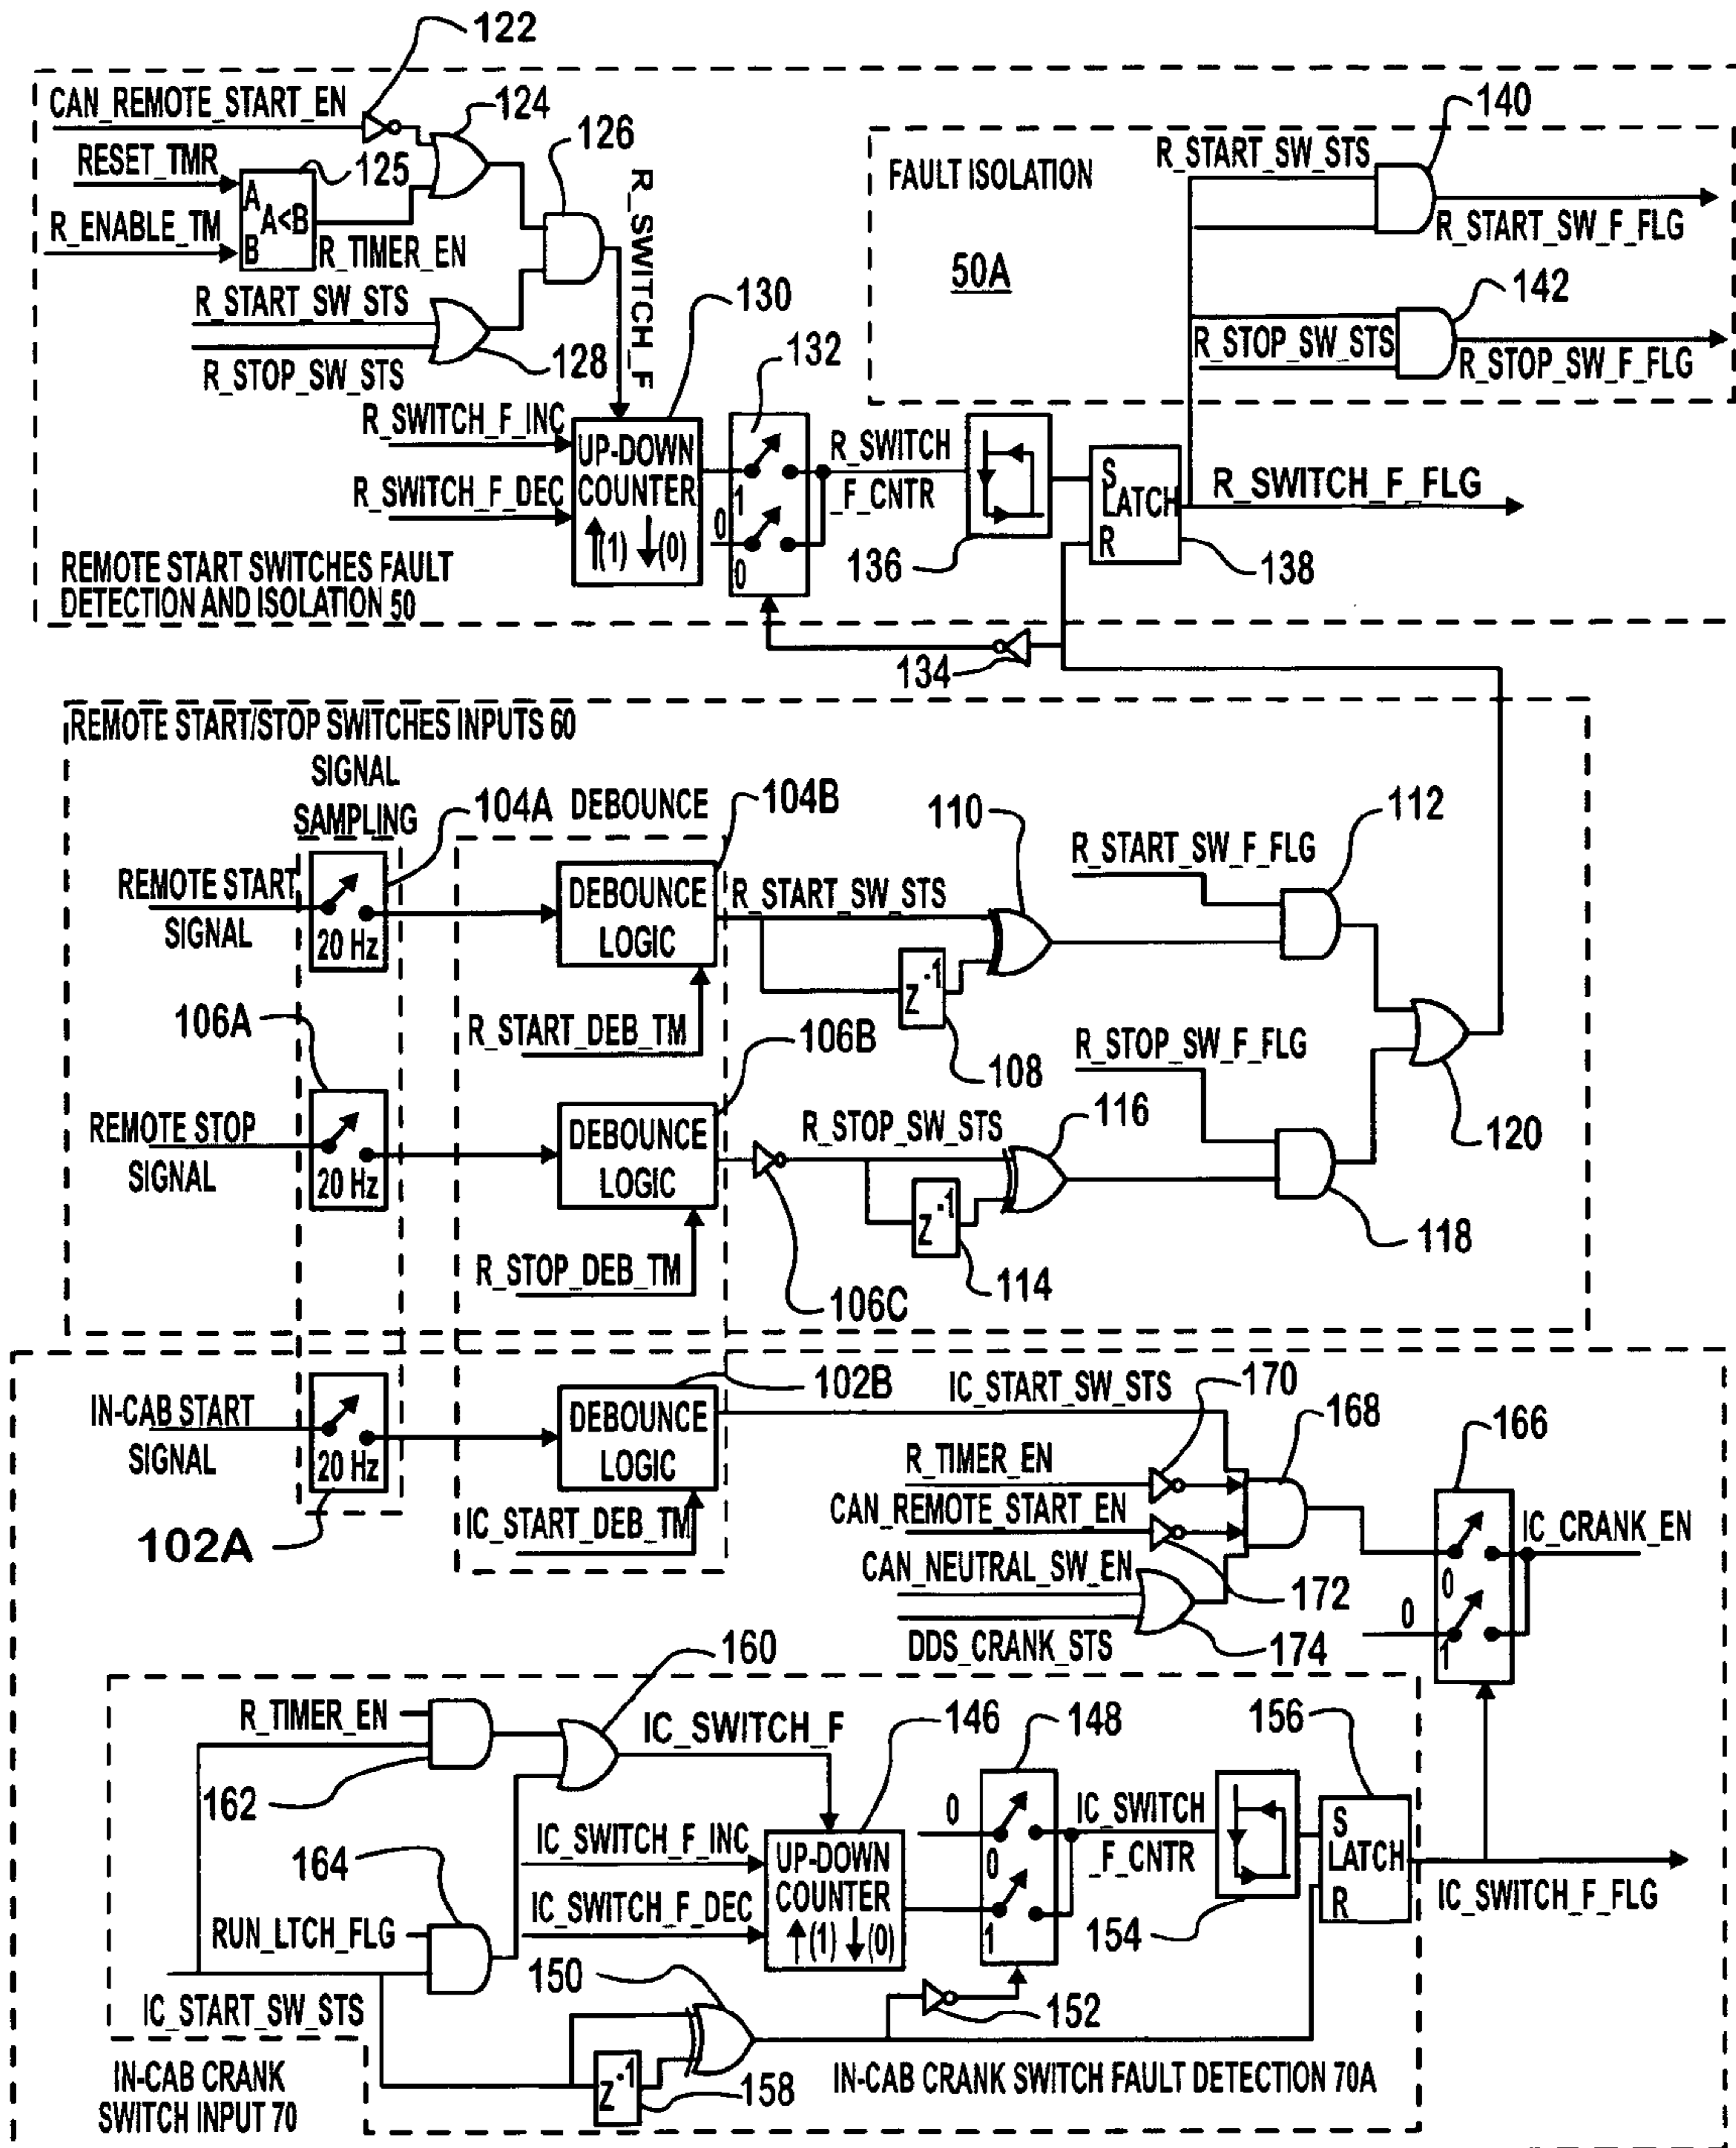 122
CAN_REMOTE_START_EN
124
140
RESET_TMR
125
126
R_START_SW_STS
A
A<B
B
FAULT ISOLATION
R_ENABLE_TM
R_TIMER_EN
R_SWITCH_F
R_START_SW_F_FLG
50A
R_START_SW_STS
130
142
128
132
R_STOP_SW_STS
R_STOP_SW_STS
R_STOP_SW_F_FLG
R_SWITCH_F_INC
UP-DOWN
COUNTER
(1) (0)
R_SWITCH
_F_CNTR
S
LATCH
R
R_SWITCH_F_FLG
R_SWITCH_F_DEC
1
0
0
136
138
REMOTE START SWITCHES FAULT
DETECTION AND ISOLATION 50
134
REMOTE START/STOP SWITCHES INPUTS 60
SIGNAL
SAMPLING
104A
DEBOUNCE
104B
110
112
R_START_SW_F_FLG
REMOTE START
SIGNAL
20 Hz
DEBOUNCE
LOGIC
R_START_SW_STS
Z-1
106A
R_START_DEB_TM
106B
108
R_STOP_SW_F_FLG
116
120
REMOTE STOP
SIGNAL
20 Hz
DEBOUNCE
LOGIC
R_STOP_SW_STS
Z-1
118
R_STOP_DEB_TM
106C
114
102B
IC_START_SW_STS
170
168
166
IN-CAB START
SIGNAL
20 Hz
DEBOUNCE
LOGIC
R_TIMER_EN
CAN_REMOTE_START_EN
IC_CRANK_EN
102A
IC_START_DEB_TM
CAN_NEUTRAL_SW_EN
172
0
0
1
DDS_CRANK_STS
174
160
R_TIMER_EN
IC_SWITCH_F
146
148
156
162
0
IC_SWITCH
_F_CNTR
S
LATCH
R
IC_SWITCH_F_INC
UP-DOWN
COUNTER
(1) (0)
0
1
164
IC_SWITCH_F_DEC
IC_SWITCH_F_FLG
RUN_LTCH_FLG
154
150
152
IC_START_SW_STS
Z-1
158
IN-CAB CRANK SWITCH FAULT DETECTION 70A
IN-CAB CRANK
SWITCH INPUT 70